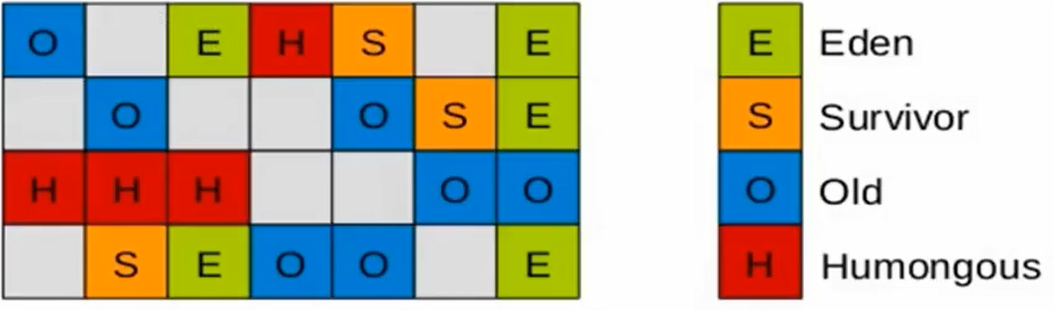 O E H S E
O O S E
H H H O O
S E O O E
E Eden
S Survivor
O Old
H Humongous